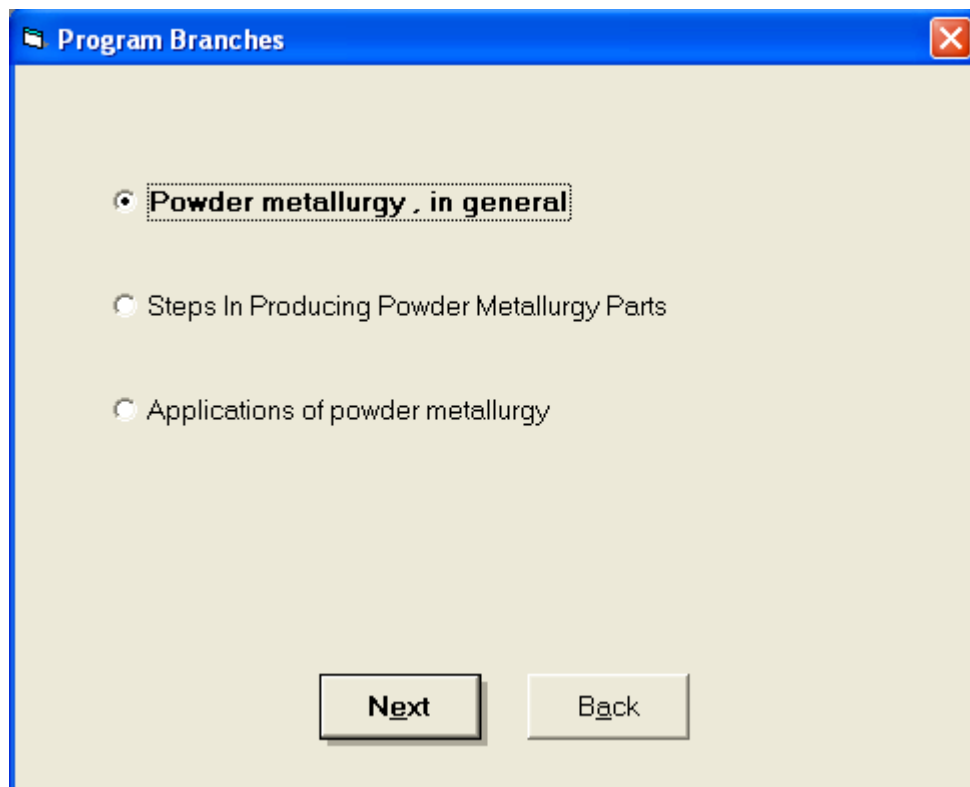 Program Branches
Powder metallurgy , in general
Steps In Producing Powder Metallurgy Parts
Applications of powder metallurgy
Next
Back